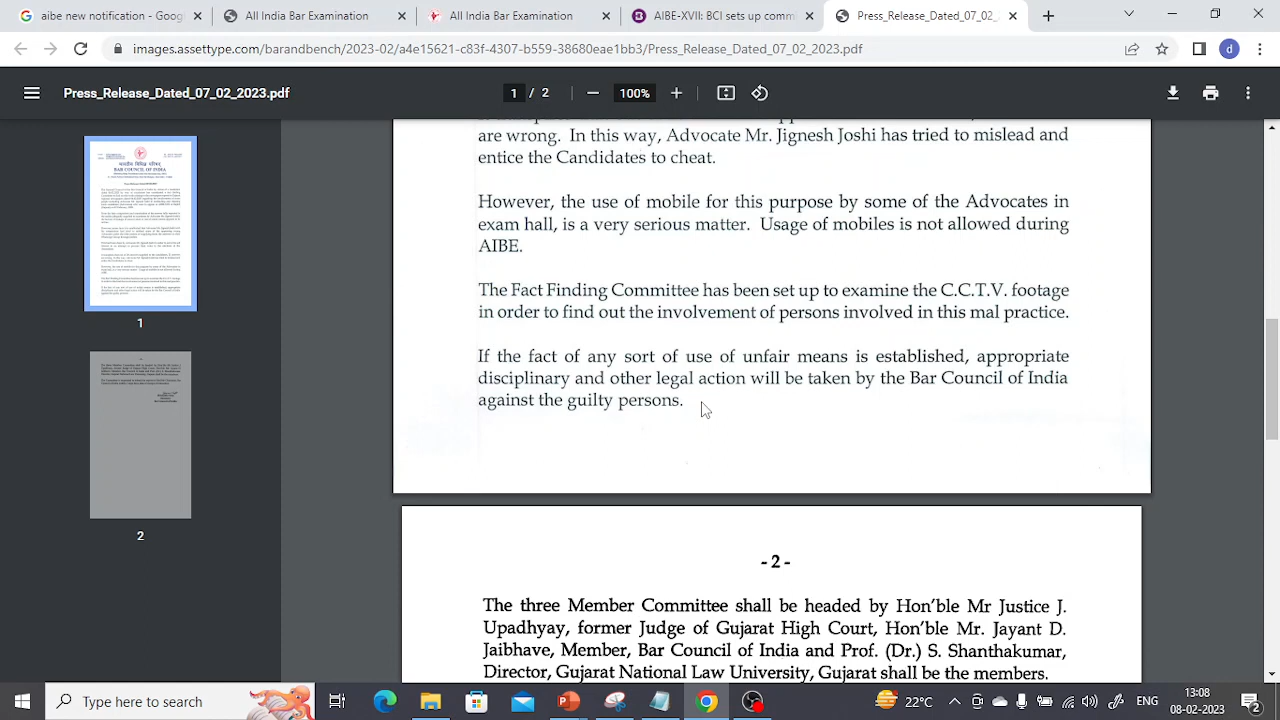 aibe new notification - Google
All India Bar Examination
All India Bar Examination
AIBE-XVII: BCI sets up comm
Press_Release_Dated_07_02_2023.
images.assettype.com/barandbench/2023-02/a4e15621-c83f-4307-b559-38680eae1bb3/Press_Release_Dated_07_02_2023.pdf
d
Press_Release_Dated_07_02_2023.pdf
1 / 2
100%
BAR COUNCIL OF INDIA
1
2
are wrong. In this way, Advocate Mr. Jignesh Joshi has tried to mislead and
entice the Candidates to cheat.
However, the use of mobile for this purpose by some of the Advocates in
exam hall, is a very serious matter. Usage of mobiles is not allowed during
AIBE.
The Fact Finding Committee has been set up to examine the C.C.T.V. footage
in order to find out the involvement of persons involved in this mal practice.
If the fact of any sort of use of unfair means is established, appropriate
disciplinary and other legal action will be taken by the Bar Council of India
against the guilty persons.
-2-
The three Member Committee shall be headed by Hon'ble Mr Justice J.
Upadhyay, former Judge of Gujarat High Court, Hon'ble Mr. Jayant D.
Jaibhave, Member, Bar Council of India and Prof. (Dr.) S. Shanthakumar,
Director, Gujarat National Law University, Gujarat shall be the members.
Type here to search
22°C
ENG
13:08
08-02-2023
2